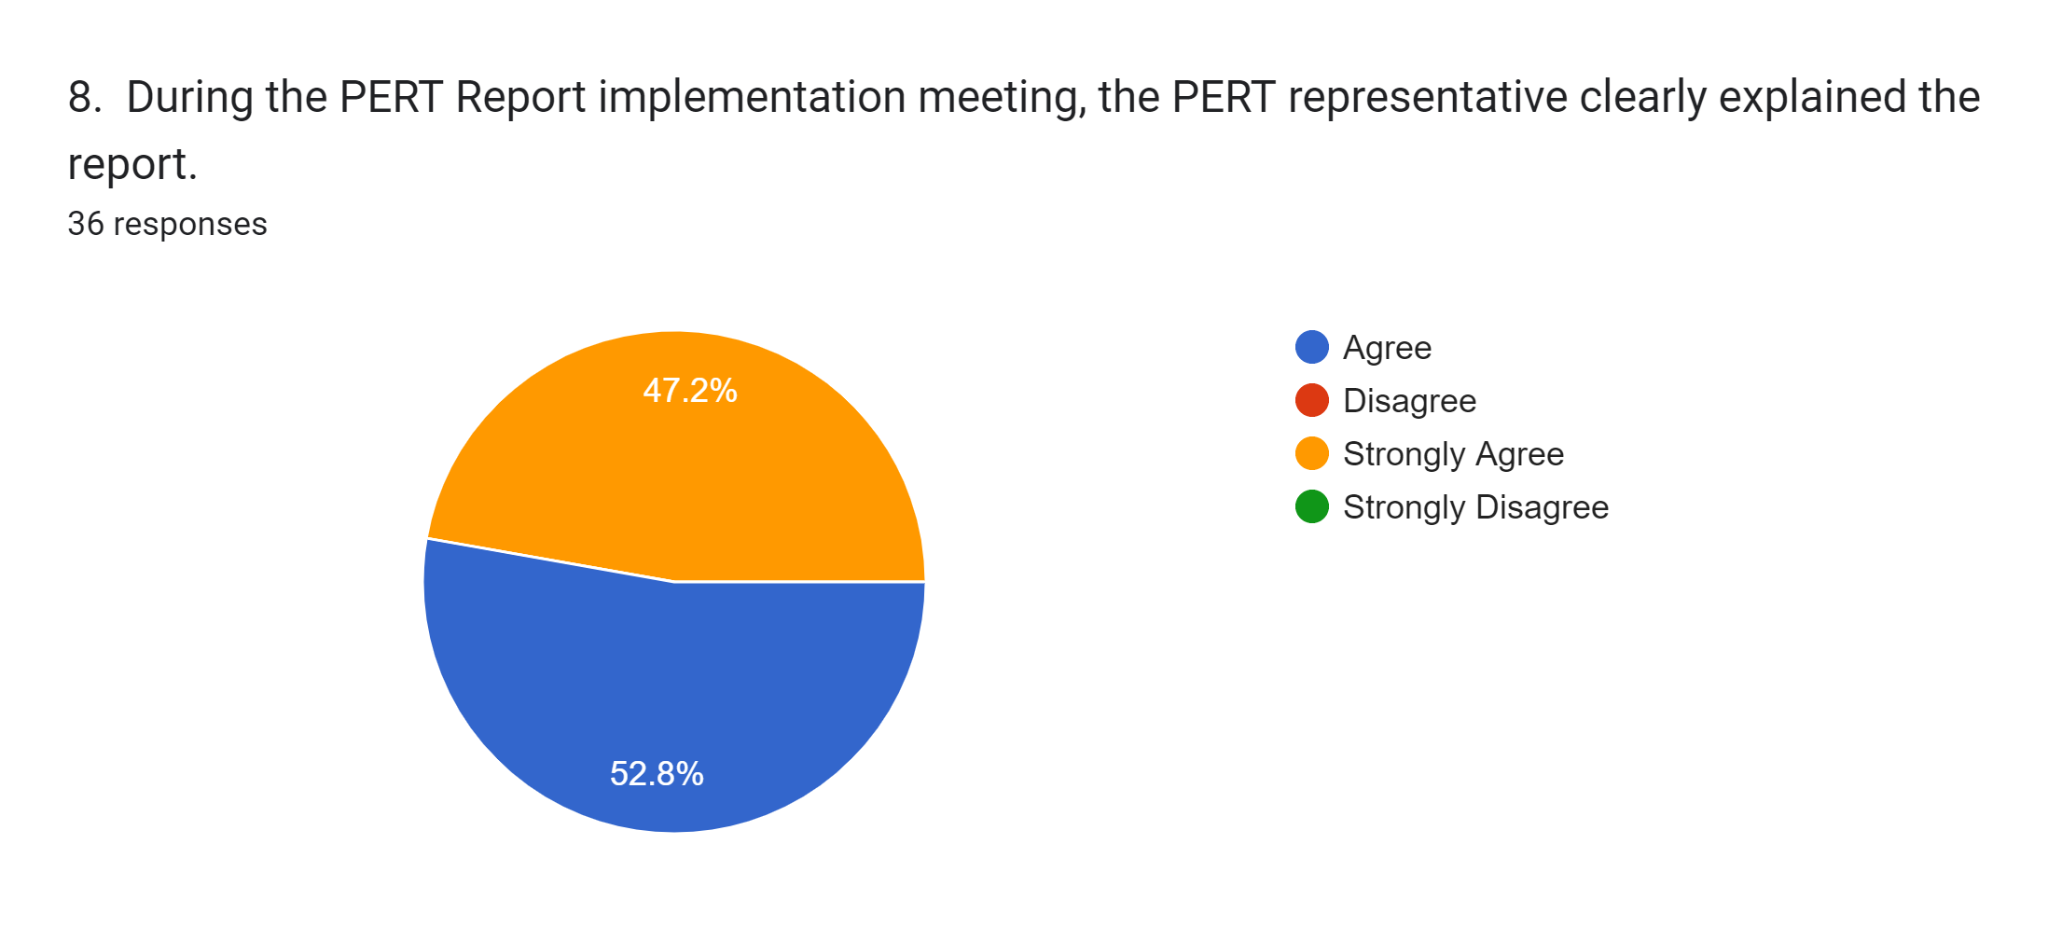 8.  During the PERT Report implementation meeting, the PERT representative clearly explained the
report.
36 responses
47.2%
52.8%
Agree
Disagree
Strongly Agree
Strongly Disagree